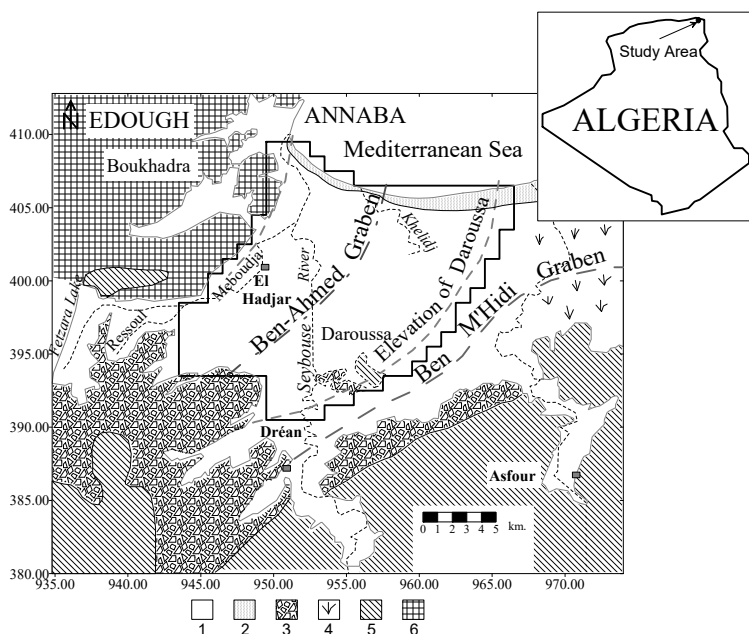 Study Area
ALGERIA
N
EDOUGH
ANNABA
Mediterranean Sea
Boukhadra
410.00
405.00
400.00
395.00
390.00
385.00
380.00
Khelidj
Ben-Ahmed Graben
Elevation of Daroussa
Ben M'Hidi Graben
Meboudja
El
Hadjar
River
Seybouse
Fetzara Lake
Ressoul
Daroussa
Dréan
Asfour
0 1 2 3 4 5 km.
935.00 940.00 945.00 950.00 955.00 960.00 965.00 970.00
1 2 3 4 5 6